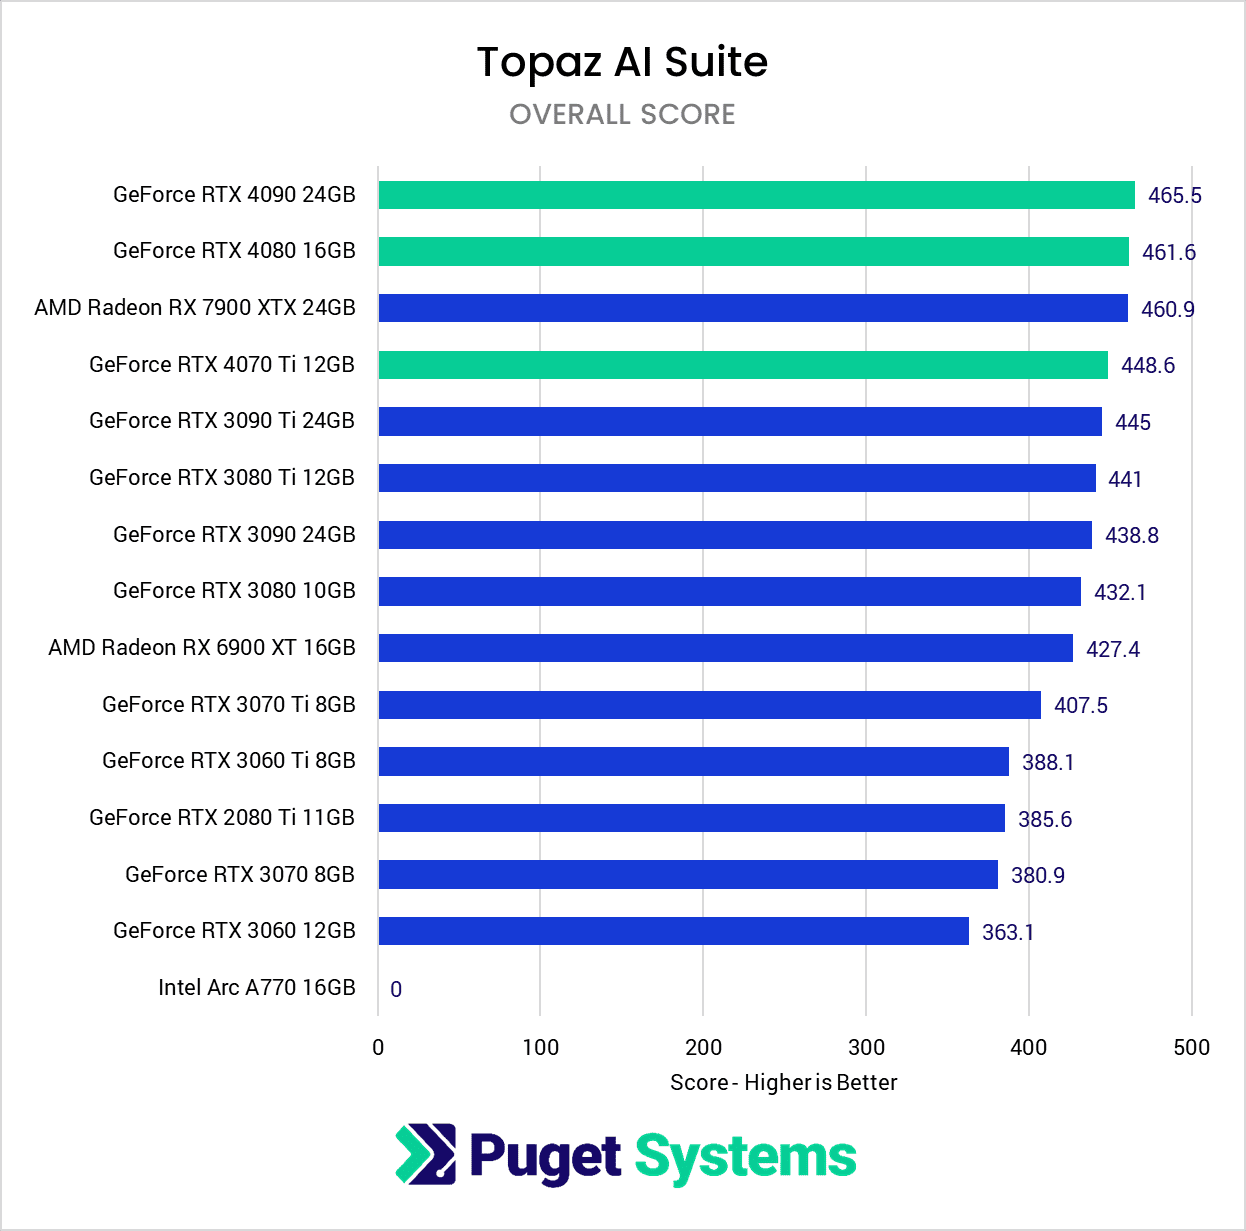 Topaz AI Suite
OVERALL SCORE
GeForce RTX 4090 24GB 465.5
GeForce RTX 4080 16GB 461.6
AMD Radeon RX 7900 XTX 24GB 460.9
GeForce RTX 4070 Ti 12GB 448.6
GeForce RTX 3090 Ti 24GB 445
GeForce RTX 3080 Ti 12GB 441
GeForce RTX 3090 24GB 438.8
GeForce RTX 3080 10GB 432.1
AMD Radeon RX 6900 XT 16GB 427.4
GeForce RTX 3070 Ti 8GB 407.5
GeForce RTX 3060 Ti 8GB 388.1
GeForce RTX 2080 Ti 11GB 385.6
GeForce RTX 3070 8GB 380.9
GeForce RTX 3060 12GB 363.1
Intel Arc A770 16GB 0
0 100 200 300 400 500
Score - Higher is Better
Puget Systems